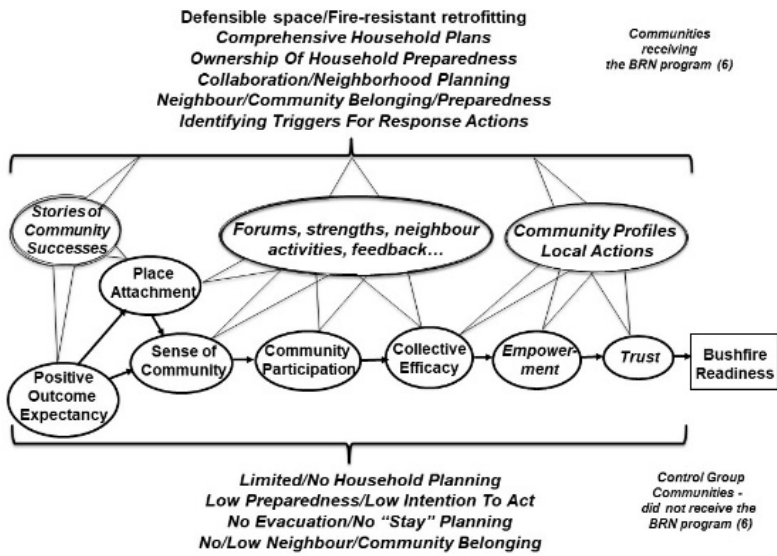 Defensible space/Fire-resistant retrofitting
Comprehensive Household Plans
Ownership Of Household Preparedness
Collaboration/Neighborhood Planning
Neighbour/Community Belonging/Preparedness
Identifying Triggers For Response Actions
Communities
receiving
the BRN program (6)
Stories of
Community
Successes
Forums, strengths, neighbour
activities, feedback…
Community Profiles
Local Actions
Place
Attachment
Sense of
Community
Community
Participation
Collective
Efficacy
Empower-
ment
Trust
Bushfire
Readiness
Positive
Outcome
Expectancy
Limited/No Household Planning
Low Preparedness/Low Intention To Act
No Evacuation/No “Stay” Planning
No/Low Neighbour/Community Belonging
Control Group
Communities -
did not receive the
BRN program (6)